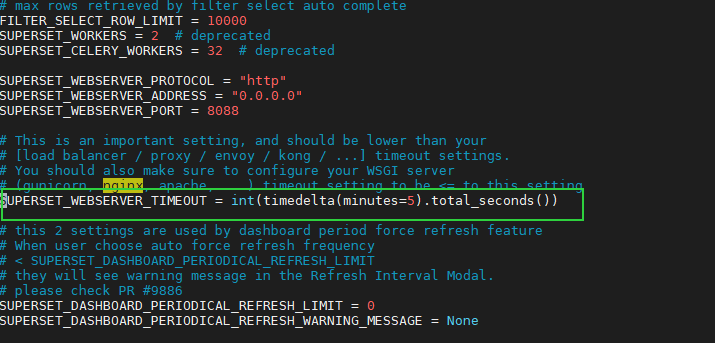 # max rows retrieved by filter select auto complete
FILTER_SELECT_ROW_LIMIT = 10000
SUPERSET_WORKERS = 2  # deprecated
SUPERSET_CELERY_WORKERS = 32  # deprecated
SUPERSET_WEBSERVER_PROTOCOL = "http"
SUPERSET_WEBSERVER_ADDRESS = "0.0.0.0"
SUPERSET_WEBSERVER_PORT = 8088
# This is an important setting, and should be lower than your
# [load balancer / proxy / envoy / kong / ...] timeout settings.
# You should also make sure to configure your WSGI server
# (gunicorn, nginx, apache, ...) timeout setting to be <= to this setting
SUPERSET_WEBSERVER_TIMEOUT = int(timedelta(minutes=5).total_seconds())
# this 2 settings are used by dashboard period force refresh feature
# When user choose auto force refresh frequency
# < SUPERSET_DASHBOARD_PERIODICAL_REFRESH_LIMIT
# they will see warning message in the Refresh Interval Modal.
# please check PR #9886
SUPERSET_DASHBOARD_PERIODICAL_REFRESH_LIMIT = 0
SUPERSET_DASHBOARD_PERIODICAL_REFRESH_WARNING_MESSAGE = None